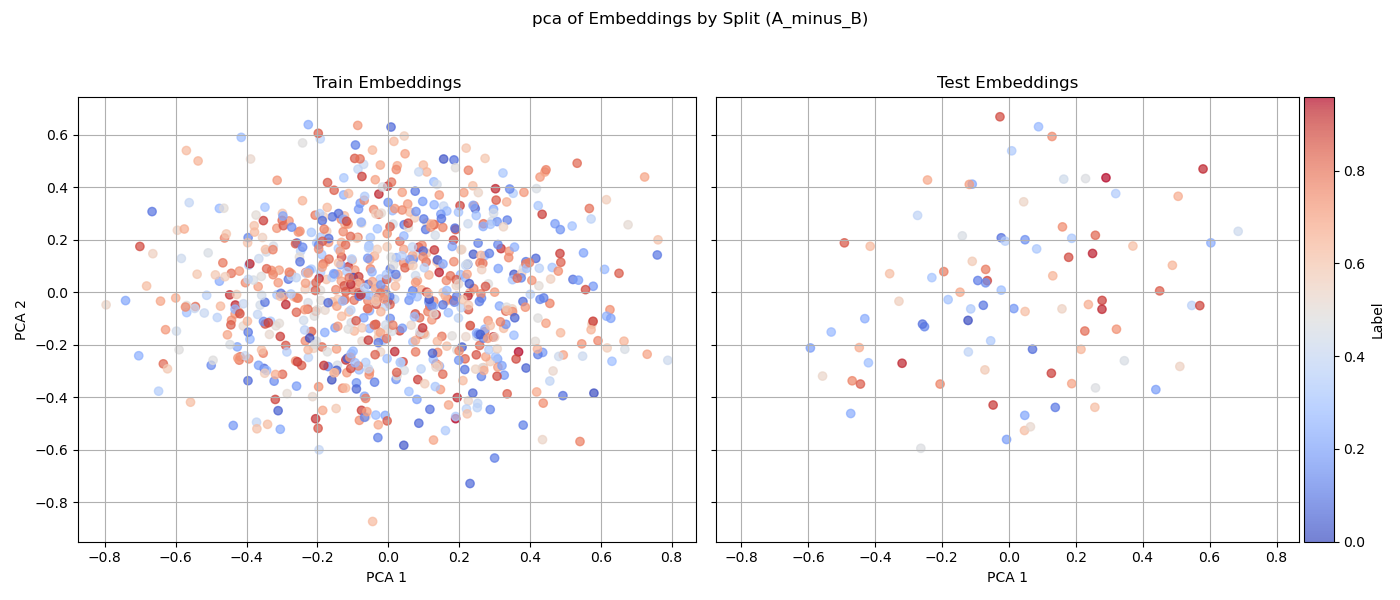 pca of Embeddings by Split (A_minus_B)
Train Embeddings
Test Embeddings
PCA 2
0.6
0.4
0.2
0.0
−0.2
−0.4
−0.6
−0.8
−0.8 −0.6 −0.4 −0.2 0.0 0.2 0.4 0.6 0.8
PCA 1
−0.8 −0.6 −0.4 −0.2 0.0 0.2 0.4 0.6 0.8
PCA 1
0.8
0.6
0.4
0.2
0.0
Label